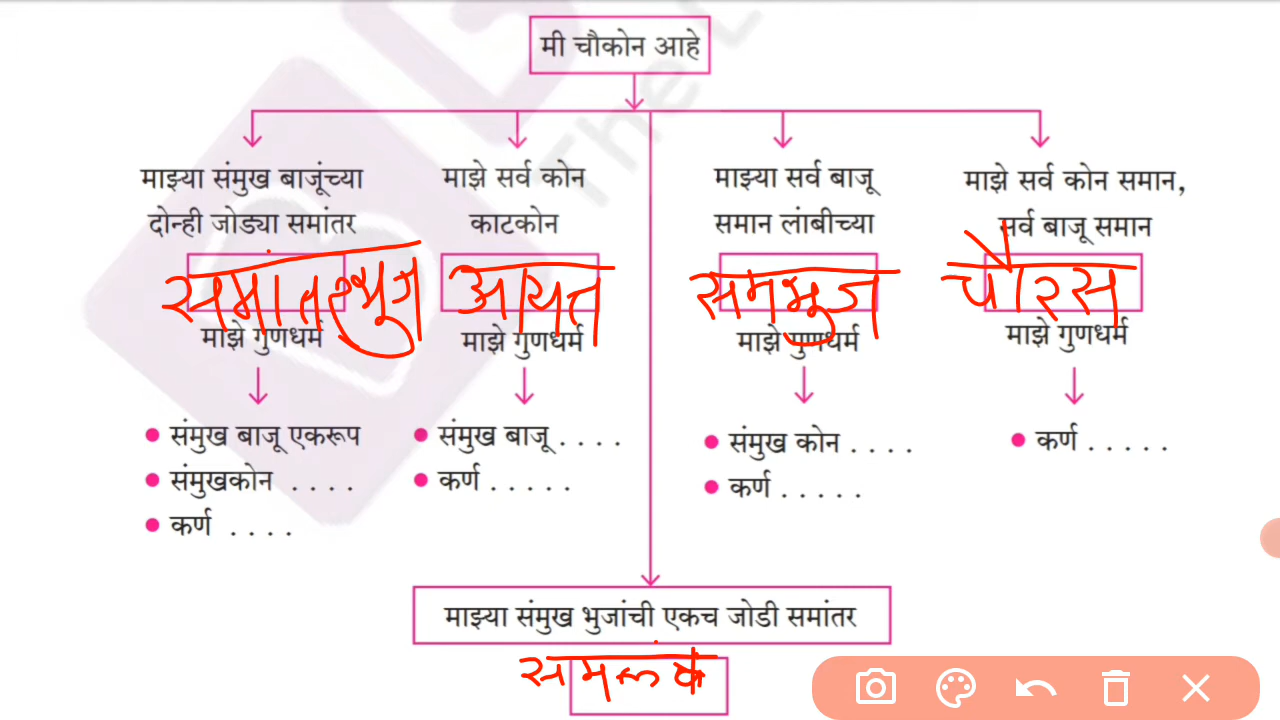 मी चौकोन आहे
माझ्या संमुख बाजूंच्या
दोन्ही जोड्या समांतर
समांतरभूज
माझे गुणधर्म
• संमुख बाजू एकरूप
• संमुखकोन . . . .
• कर्ण . . . .
माझे सर्व कोन
काटकोन
आयत
माझे गुणधर्म
• संमुख बाजू . . . .
• कर्ण . . . . .
माझ्या सर्व बाजू
समान लांबीच्या
समभूज
माझे गुणधर्म
• संमुख कोन . . . .
• कर्ण . . . . .
माझे सर्व कोन समान,
सर्व बाजू समान
चौरस
माझे गुणधर्म
• कर्ण . . . . .
माझ्या संमुख भुजांची एकच जोडी समांतर
The